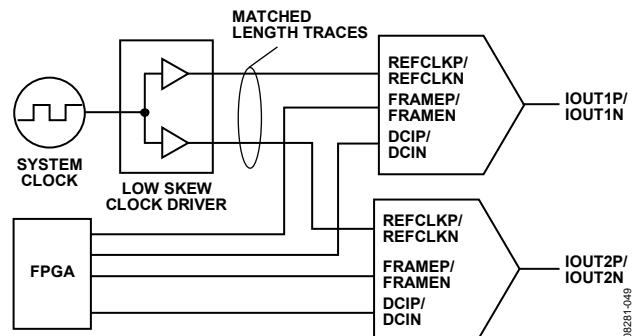 MATCHED
LENGTH TRACES
SYSTEM
CLOCK
LOW SKEW
CLOCK DRIVER
FPGA
REFCLKP/
REFCLKN
FRAMEP/
FRAMEN
DCIP/
DCIN
IOUT1P/
IOUT1N
REFCLKP/
REFCLKN
FRAMEP/
FRAMEN
DCIP/
DCIN
IOUT2P/
IOUT2N
08281-049